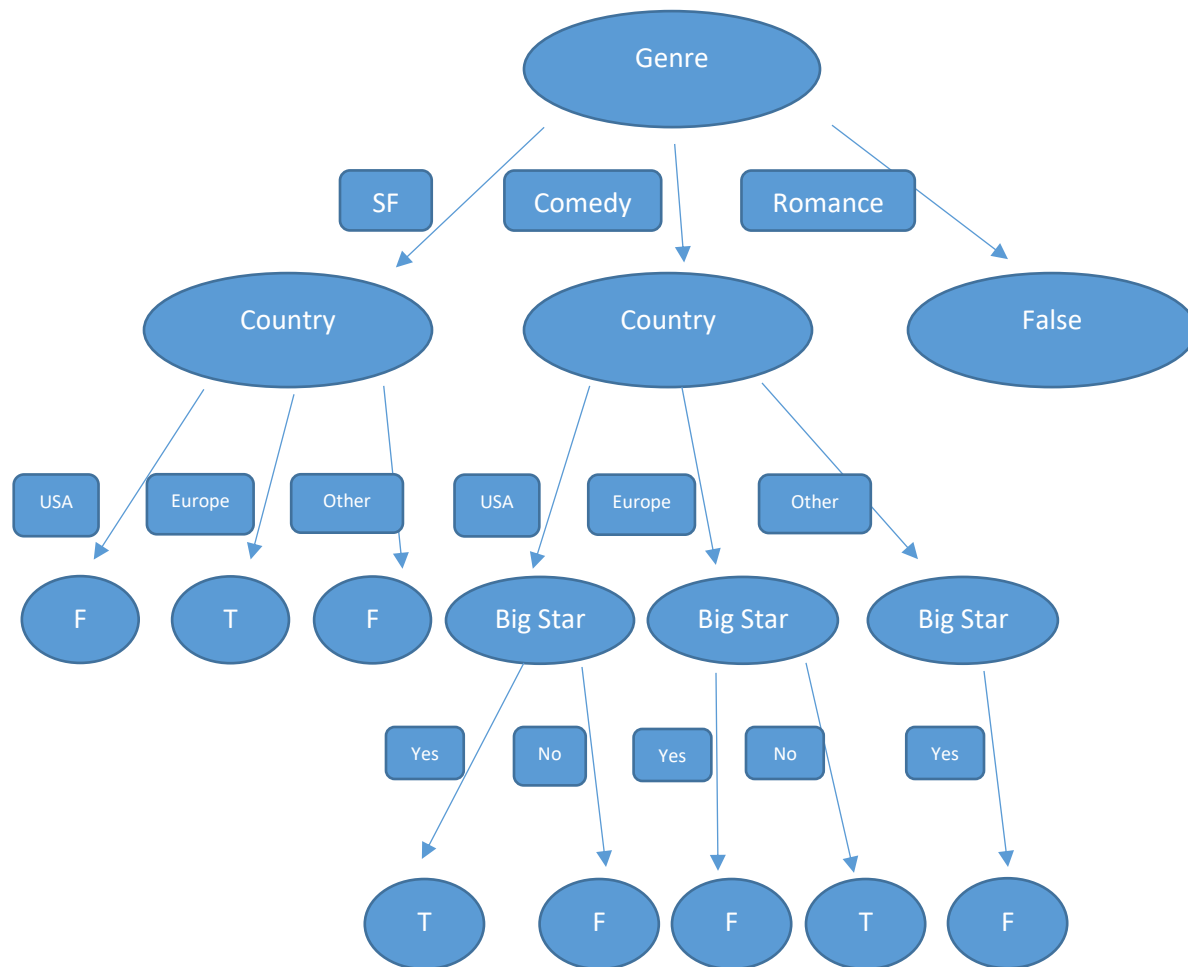 Genre
SF
Comedy
Romance
Country
Country
False
USA
Europe
Other
USA
Europe
Other
F
T
F
Big Star
Big Star
Big Star
Yes
No
Yes
No
Yes
T
F
F
T
F